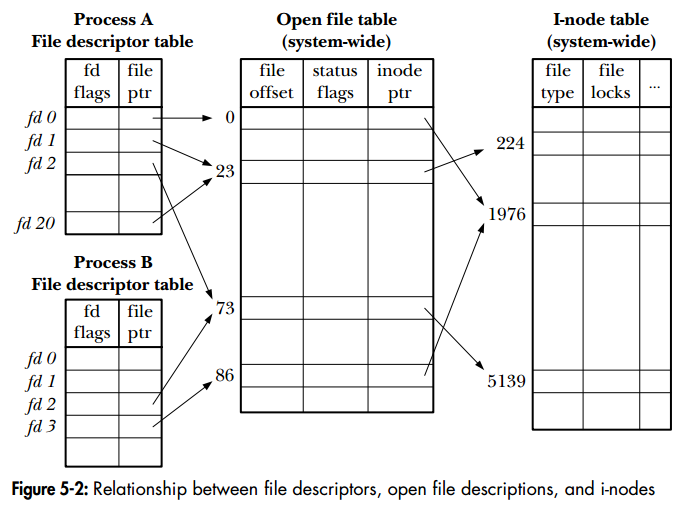 Process A
File descriptor table
fd flags
file ptr
fd 0
fd 1
fd 2
fd 20
Process B
File descriptor table
fd flags
file ptr
fd 0
fd 1
fd 2
fd 3
Open file table
(system-wide)
file offset
status flags
inode ptr
0
23
73
86
I-node table
(system-wide)
file type
file locks
...
224
1976
5139
Figure 5-2: Relationship between file descriptors, open file descriptions, and i-nodes